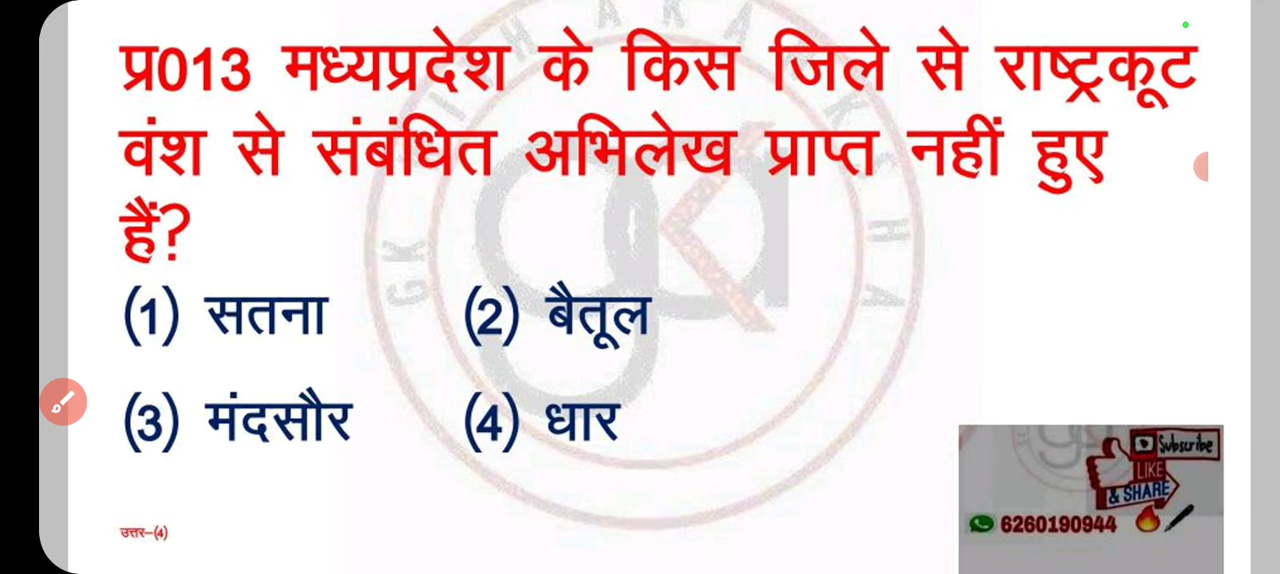 प्र013 मध्यप्रदेश के किस जिले से राष्ट्रकूट
वंश से संबंधित अभिलेख प्राप्त नहीं हुए
हैं?
(1) सतना (2) बैतूल
(3) मंदसौर (4) धार
उत्तर–(4)
Subscribe
LIKE
& SHARE
6260190944